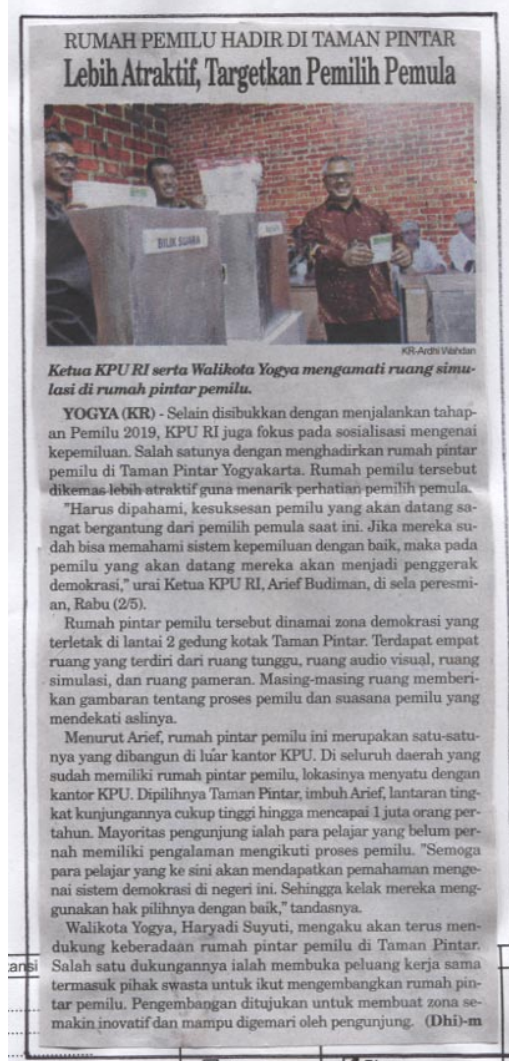 RUMAH PEMILU HADIR DI TAMAN PINTAR
Lebih Atraktif, Targetkan Pemilih Pemula
BILIK SUARA
KR-Ardhi Wahdan
Ketua KPU RI serta Walikota Yogya mengamati ruang simu-
lasi di rumah pintar pemilu.
YOGYA (KR) - Selain disibukkan dengan menjalankan tahap-
an Pemilu 2019, KPU RI juga fokus pada sosialisasi mengenai
kepemiluan. Salah satunya dengan menghadirkan rumah pintar
pemilu di Taman Pintar Yogyakarta. Rumah pemilu tersebut
dikemas lebih atraktif guna menarik perhatian pemilih pemula.
"Harus dipahami, kesuksesan pemilu yang akan datang sa-
ngat bergantung dari pemilih pemula saat ini. Jika mereka su-
dah bisa memahami sistem kepemiluan dengan baik, maka pada
pemilu yang akan datang mereka akan menjadi penggerak
demokrasi," urai Ketua KPU RI, Arief Budiman, di sela peresmi-
an, Rabu (2/5).
Rumah pintar pemilu tersebut dinamai zona demokrasi yang
terletak di lantai 2 gedung kotak Taman Pintar. Terdapat empat
ruang yang terdiri dari ruang tunggu, ruang audio visual, ruang
simulasi, dan ruang pameran. Masing-masing ruang memberi-
kan gambaran tentang proses pemilu dan suasana pemilu yang
mendekati aslinya.
Menurut Arief, rumah pintar pemilu ini merupakan satu-satu-
nya yang dibangun di luar kantor KPU. Di seluruh daerah yang
sudah memiliki rumah pintar pemilu, lokasinya menyatu dengan
kantor KPU. Dipilihnya Taman Pintar, imbuh Arief, lantaran ting-
kat kunjungannya cukup tinggi hingga mencapai 1 juta orang per-
tahun. Mayoritas pengunjung ialah para pelajar yang belum per-
nah memiliki pengalaman mengikuti proses pemilu. "Semoga
para pelajar yang ke sini akan mendapatkan pemahaman menge-
nai sistem demokrasi di negeri ini. Sehingga kelak mereka meng-
gunakan hak pilihnya dengan baik," tandasnya.
Walikota Yogya, Haryadi Suyuti, mengaku akan terus men-
dukung keberadaan rumah pintar pemilu di Taman Pintar.
Salah satu dukungannya ialah membuka peluang kerja sama
termasuk pihak swasta untuk ikut mengembangkan rumah pin-
tar pemilu. Pengembangan ditujukan untuk membuat zona se-
makin inovatif dan mampu digemari oleh pengunjung. (Dhi)-m